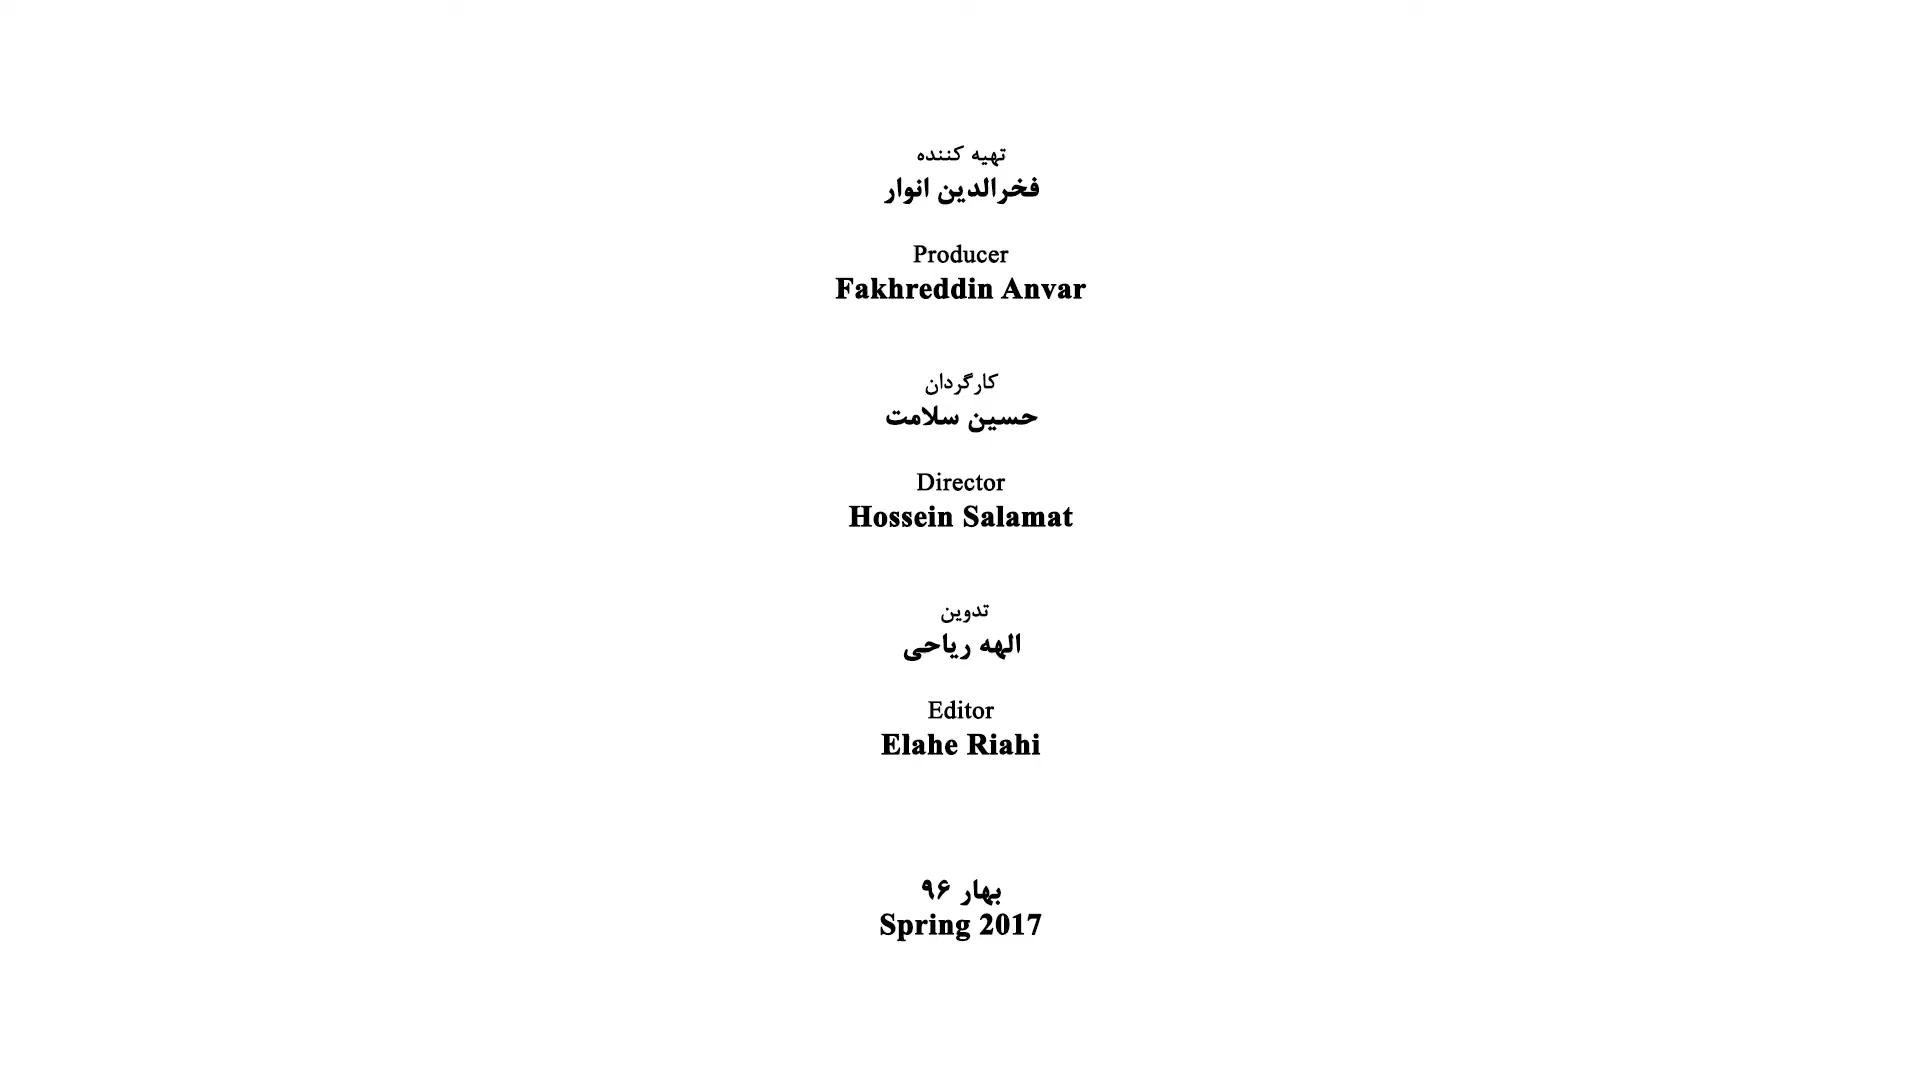 تهیه کننده
فخرالدین انوار
Producer
Fakhreddin Anvar
کارگردان
حسین سلامت
Director
Hossein Salamat
تدوین
الهه ریاحی
Editor
Elahe Riahi
بهار ۹۶
Spring 2017